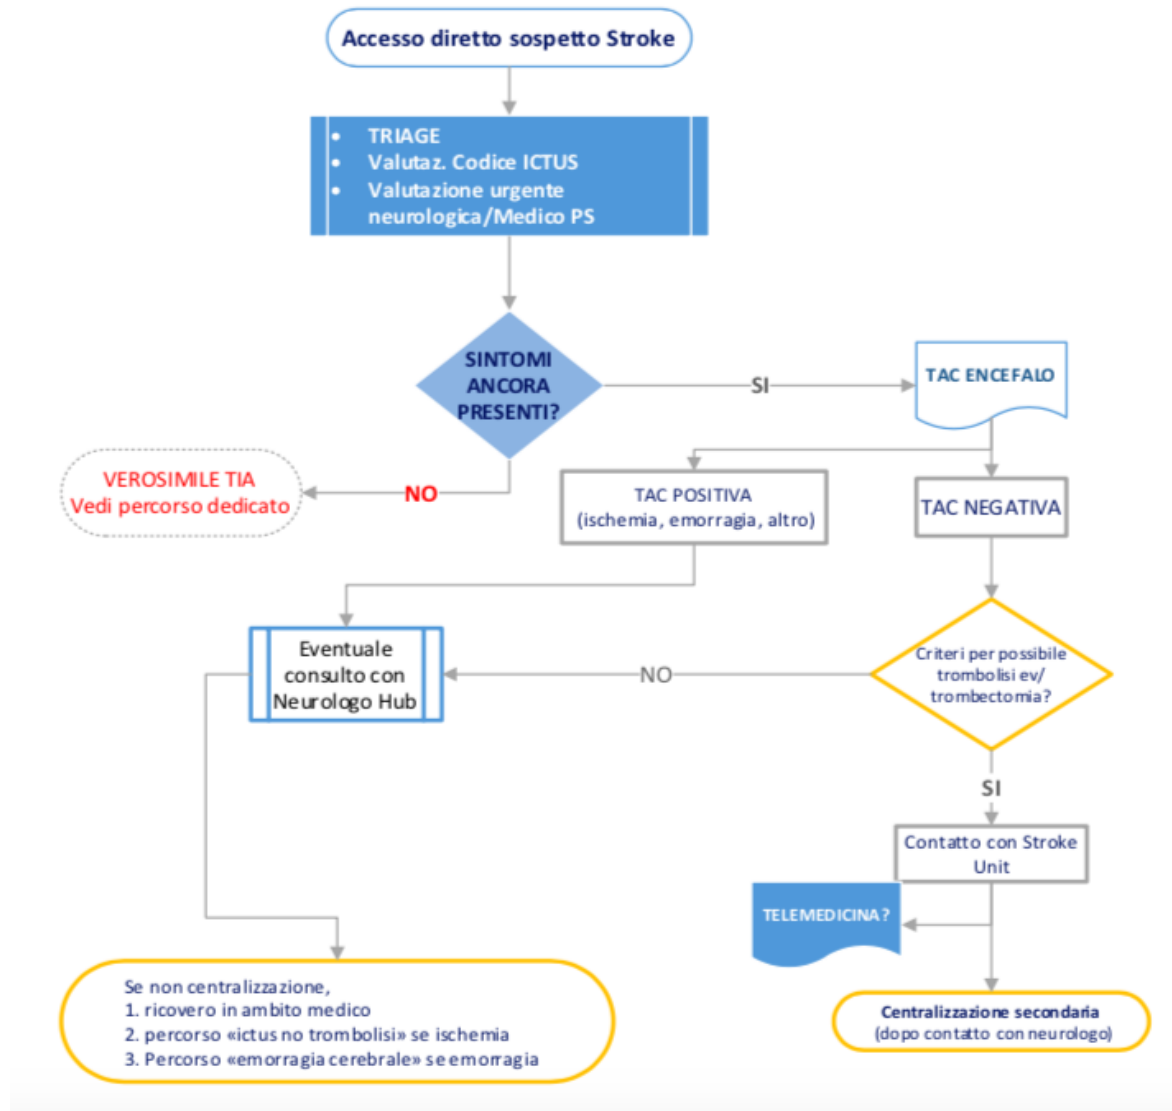 Accesso diretto sospetto Stroke
• TRIAGE
• Valutaz. Codice ICTUS
• Valutazione urgente
neurologica/Medico PS
SINTOMI
ANCORA
PRESENTI?
SI
TAC ENCEFALO
VEROSIMILE TIA
Vedi percorso dedicato
NO
TAC POSITIVA
(ischemia, emorragia, altro)
TAC NEGATIVA
Eventuale
consulto con
Neurologo Hub
NO
Criteri per possibile
trombolisi ev/
trombectomia?
SI
Contatto con Stroke
Unit
TELEMEDICINA?
Se non centralizzazione,
1. ricovero in ambito medico
2. percorso «ictus no trombolisi» se ischemia
3. Percorso «emorragia cerebrale» se emorragia
Centralizzazione secondaria
(dopo contatto con neurologo)